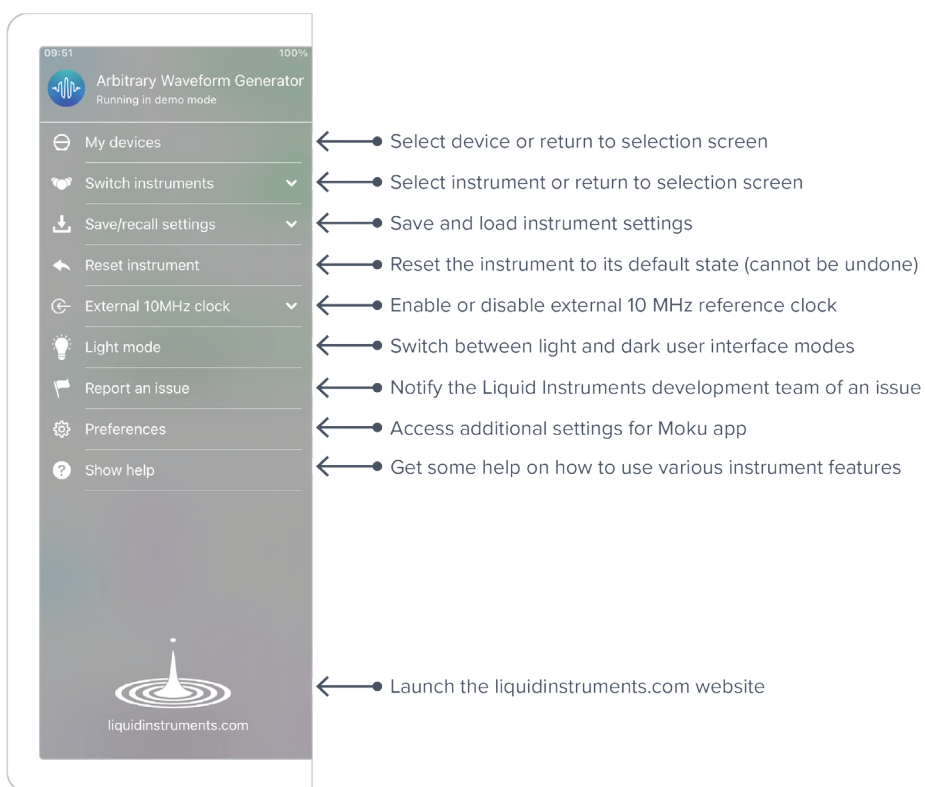 09:51 100%
Arbitrary Waveform Generator
Running in demo mode
My devices
Select device or return to selection screen
Switch instruments
Select instrument or return to selection screen
Save/recall settings
Save and load instrument settings
Reset instrument
Reset the instrument to its default state (cannot be undone)
External 10MHz clock
Enable or disable external 10 MHz reference clock
Light mode
Switch between light and dark user interface modes
Report an issue
Notify the Liquid Instruments development team of an issue
Preferences
Access additional settings for Moku app
? Show help
Get some help on how to use various instrument features
Launch the liquidinstruments.com website
liquidinstruments.com